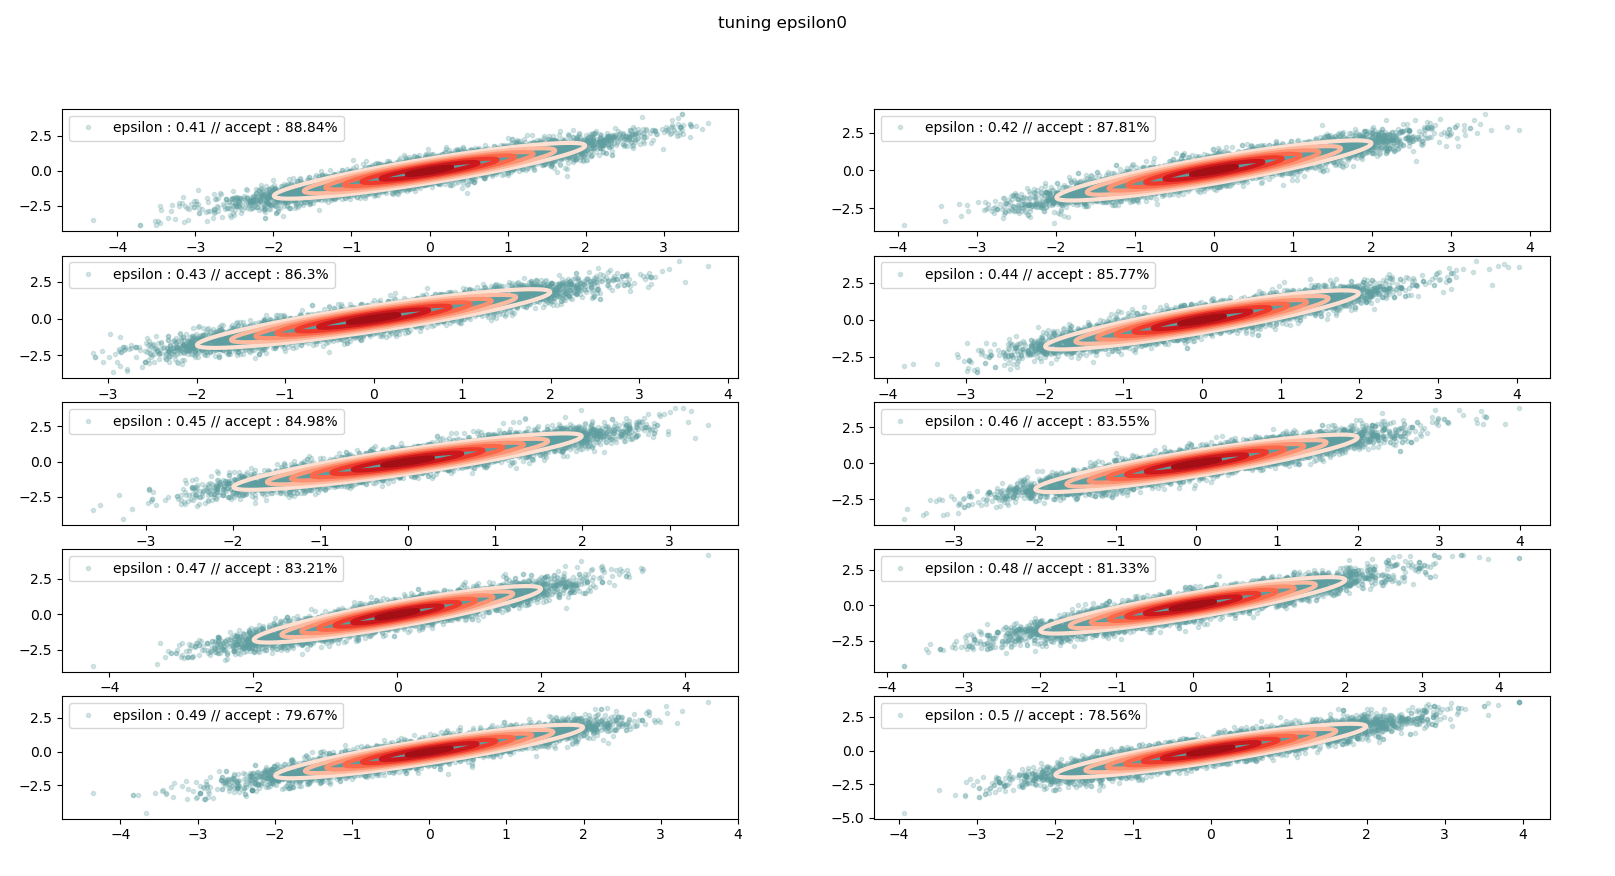 tuning epsilon0
epsilon : 0.41 // accept : 88.84%
2.5
0.0
−2.5
−4 −3 −2 −1 0 1 2 3
epsilon : 0.42 // accept : 87.81%
2.5
0.0
−2.5
−4 −3 −2 −1 0 1 2 3 4
epsilon : 0.43 // accept : 86.3%
2.5
0.0
−2.5
−3 −2 −1 0 1 2 3 4
epsilon : 0.44 // accept : 85.77%
2.5
0.0
−2.5
−4 −3 −2 −1 0 1 2 3 4
epsilon : 0.45 // accept : 84.98%
2.5
0.0
−2.5
−3 −2 −1 0 1 2 3
epsilon : 0.46 // accept : 83.55%
2.5
0.0
−2.5
−3 −2 −1 0 1 2 3 4
epsilon : 0.47 // accept : 83.21%
2.5
0.0
−2.5
−4 −2 0 2 4
epsilon : 0.48 // accept : 81.33%
2.5
0.0
−2.5
−4 −3 −2 −1 0 1 2 3 4
epsilon : 0.49 // accept : 79.67%
2.5
0.0
−2.5
−4 −3 −2 −1 0 1 2 3 4
epsilon : 0.5 // accept : 78.56%
2.5
0.0
−2.5
−5.0
−4 −3 −2 −1 0 1 2 3 4